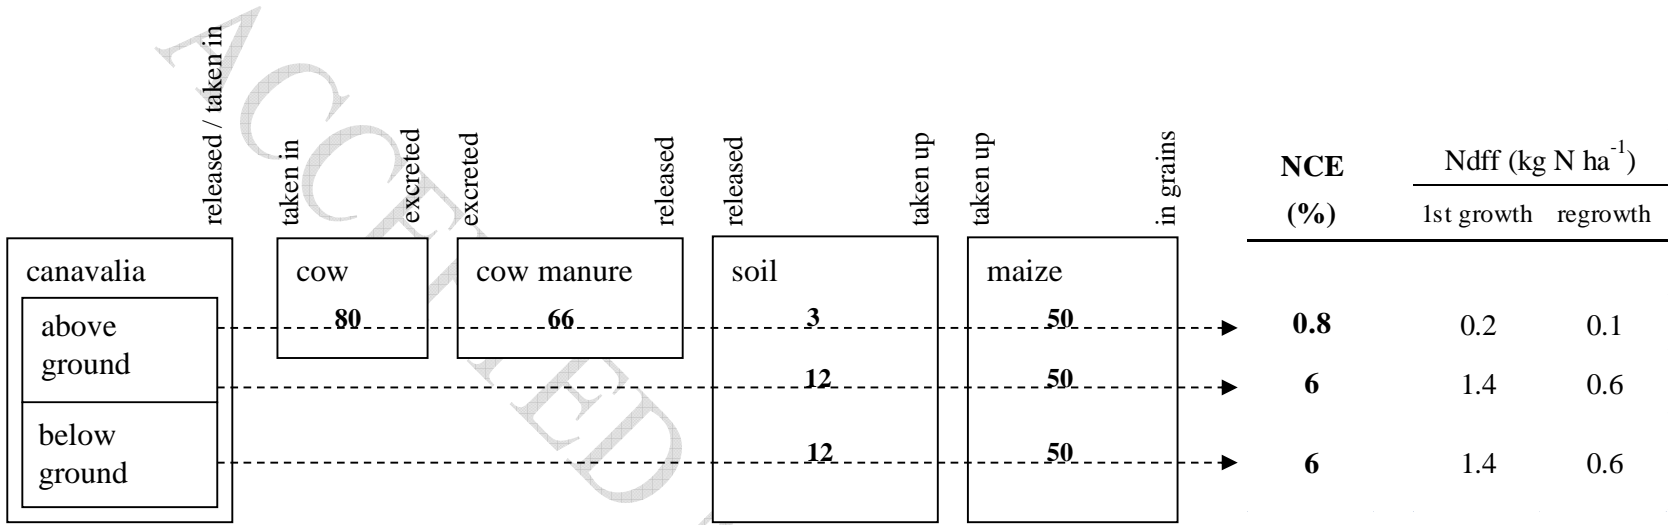 released / taken in
taken in
excreted
excreted
released
released
taken up
taken up
in grains
NCE
(%)
Ndff (kg N ha-1)
1st growth regrowth
canavalia
cow
cow manure
soil
maize
above
ground
80 66 3 50 0.8 0.2 0.1
12 50 6 1.4 0.6
below
ground
12 50 6 1.4 0.6
ACCEPTED